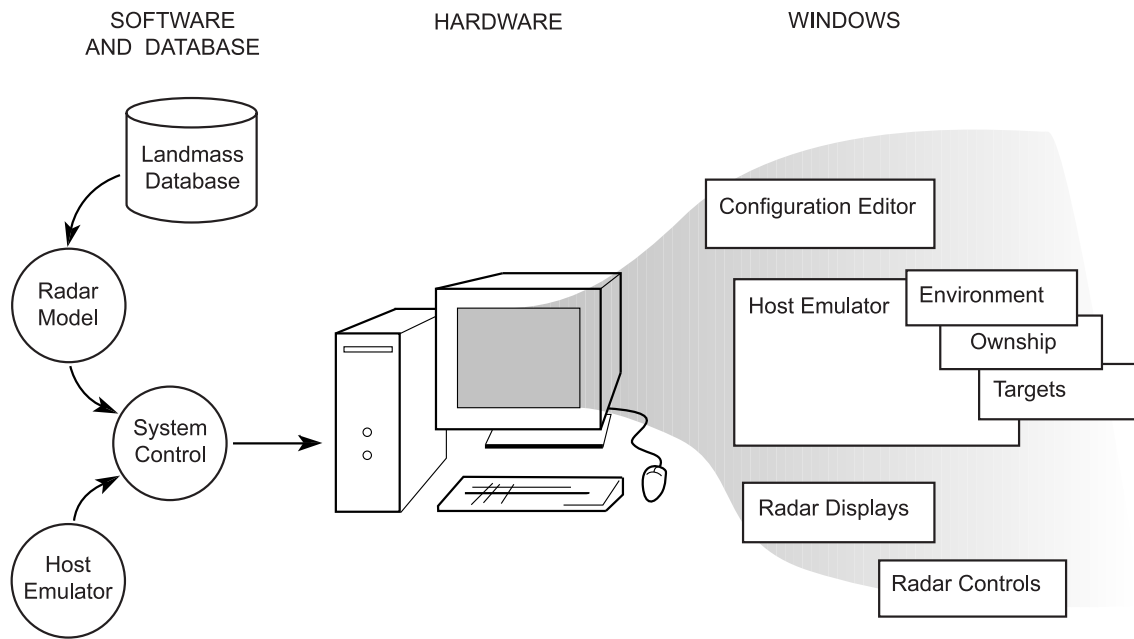 SOFTWARE
AND DATABASE
HARDWARE
WINDOWS
Landmass
Database
Radar
Model
System
Control
Host
Emulator
Configuration Editor
Host Emulator
Environment
Ownship
Targets
Radar Displays
Radar Controls